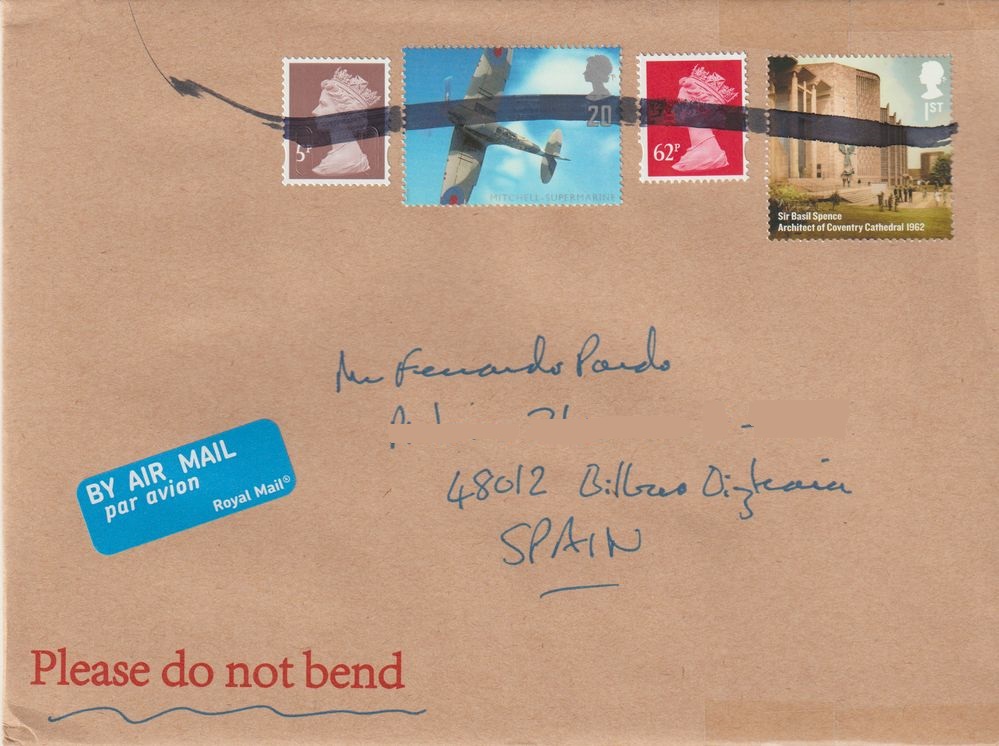 5P
20
MITCHELL-SUPERMARINE
62P
1ST
Sir Basil Spence
Architect of Coventry Cathedral 1962
Mr Fernando Pardo
48012 Bilbao Bizkaia
SPAIN
BY AIR MAIL
par avion
Royal Mail®
Please do not bend